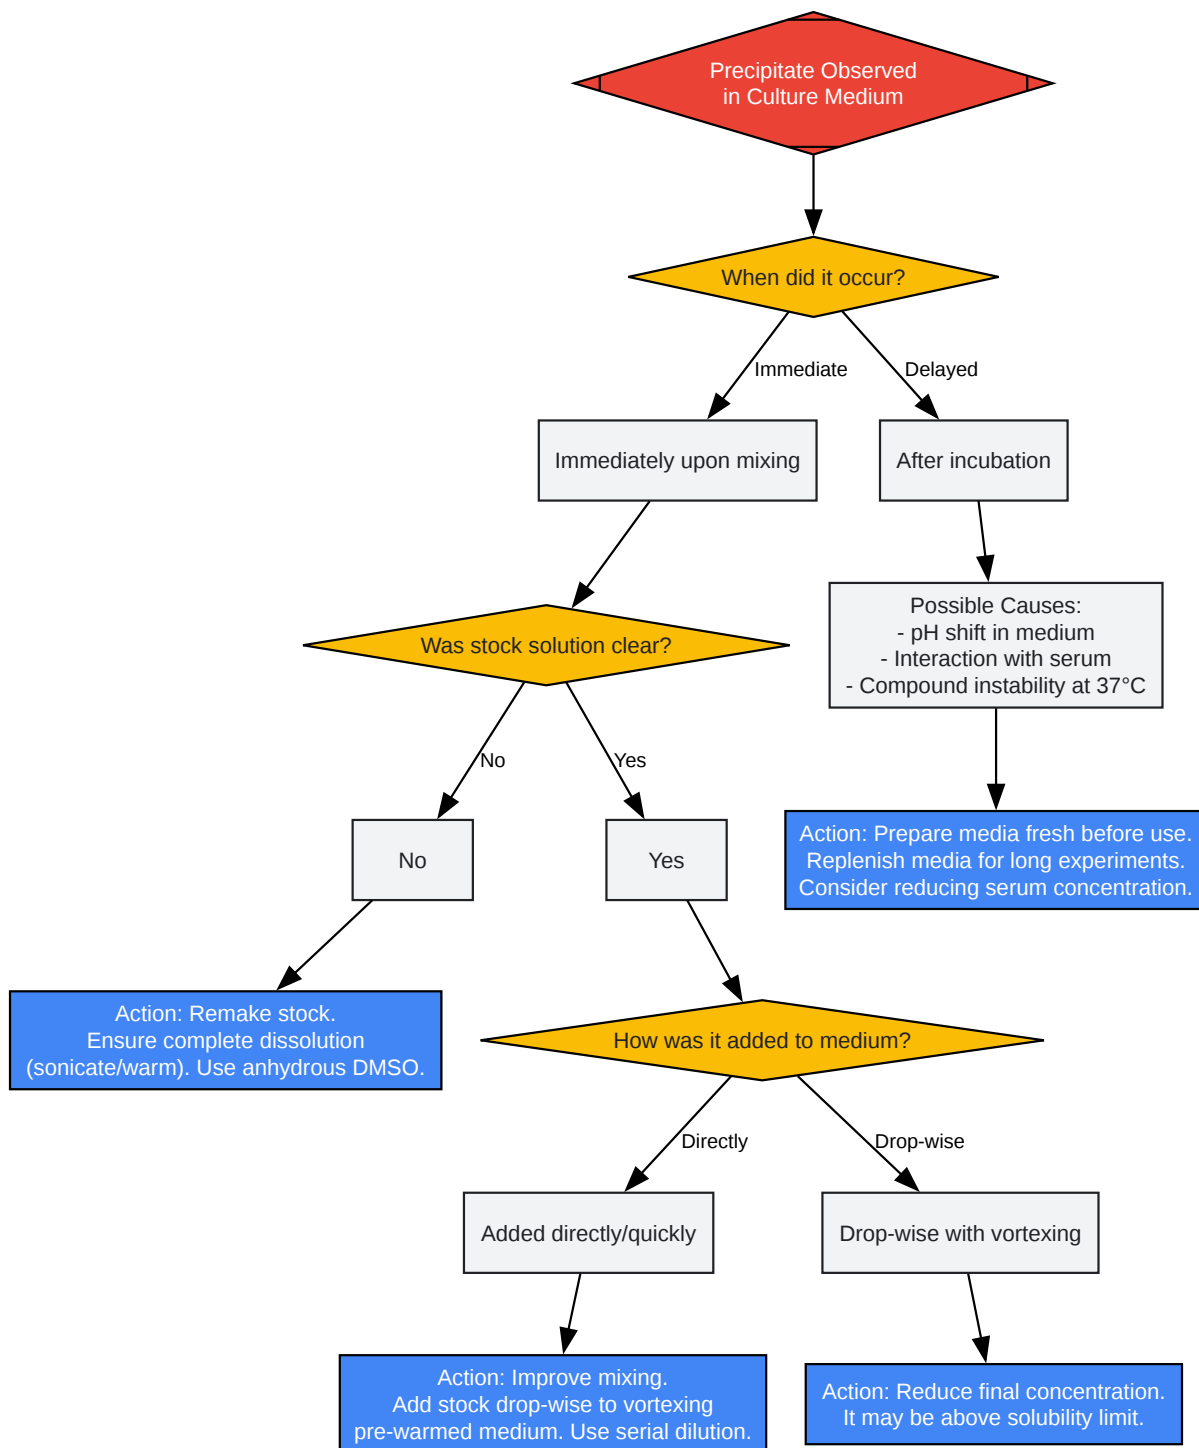 Precipitate Observed
in Culture Medium
When did it occur?
Immediate
Delayed
Immediately upon mixing
After incubation
Possible Causes:
- pH shift in medium
- Interaction with serum
- Compound instability at 37°C
Was stock solution clear?
No
Yes
No
Yes
Action: Prepare media fresh before use.
Replenish media for long experiments.
Consider reducing serum concentration.
Action: Remake stock.
Ensure complete dissolution
(sonicate/warm). Use anhydrous DMSO.
How was it added to medium?
Directly
Drop-wise
Added directly/quickly
Drop-wise with vortexing
Action: Improve mixing.
Add stock drop-wise to vortexing
pre-warmed medium. Use serial dilution.
Action: Reduce final concentration.
It may be above solubility limit.